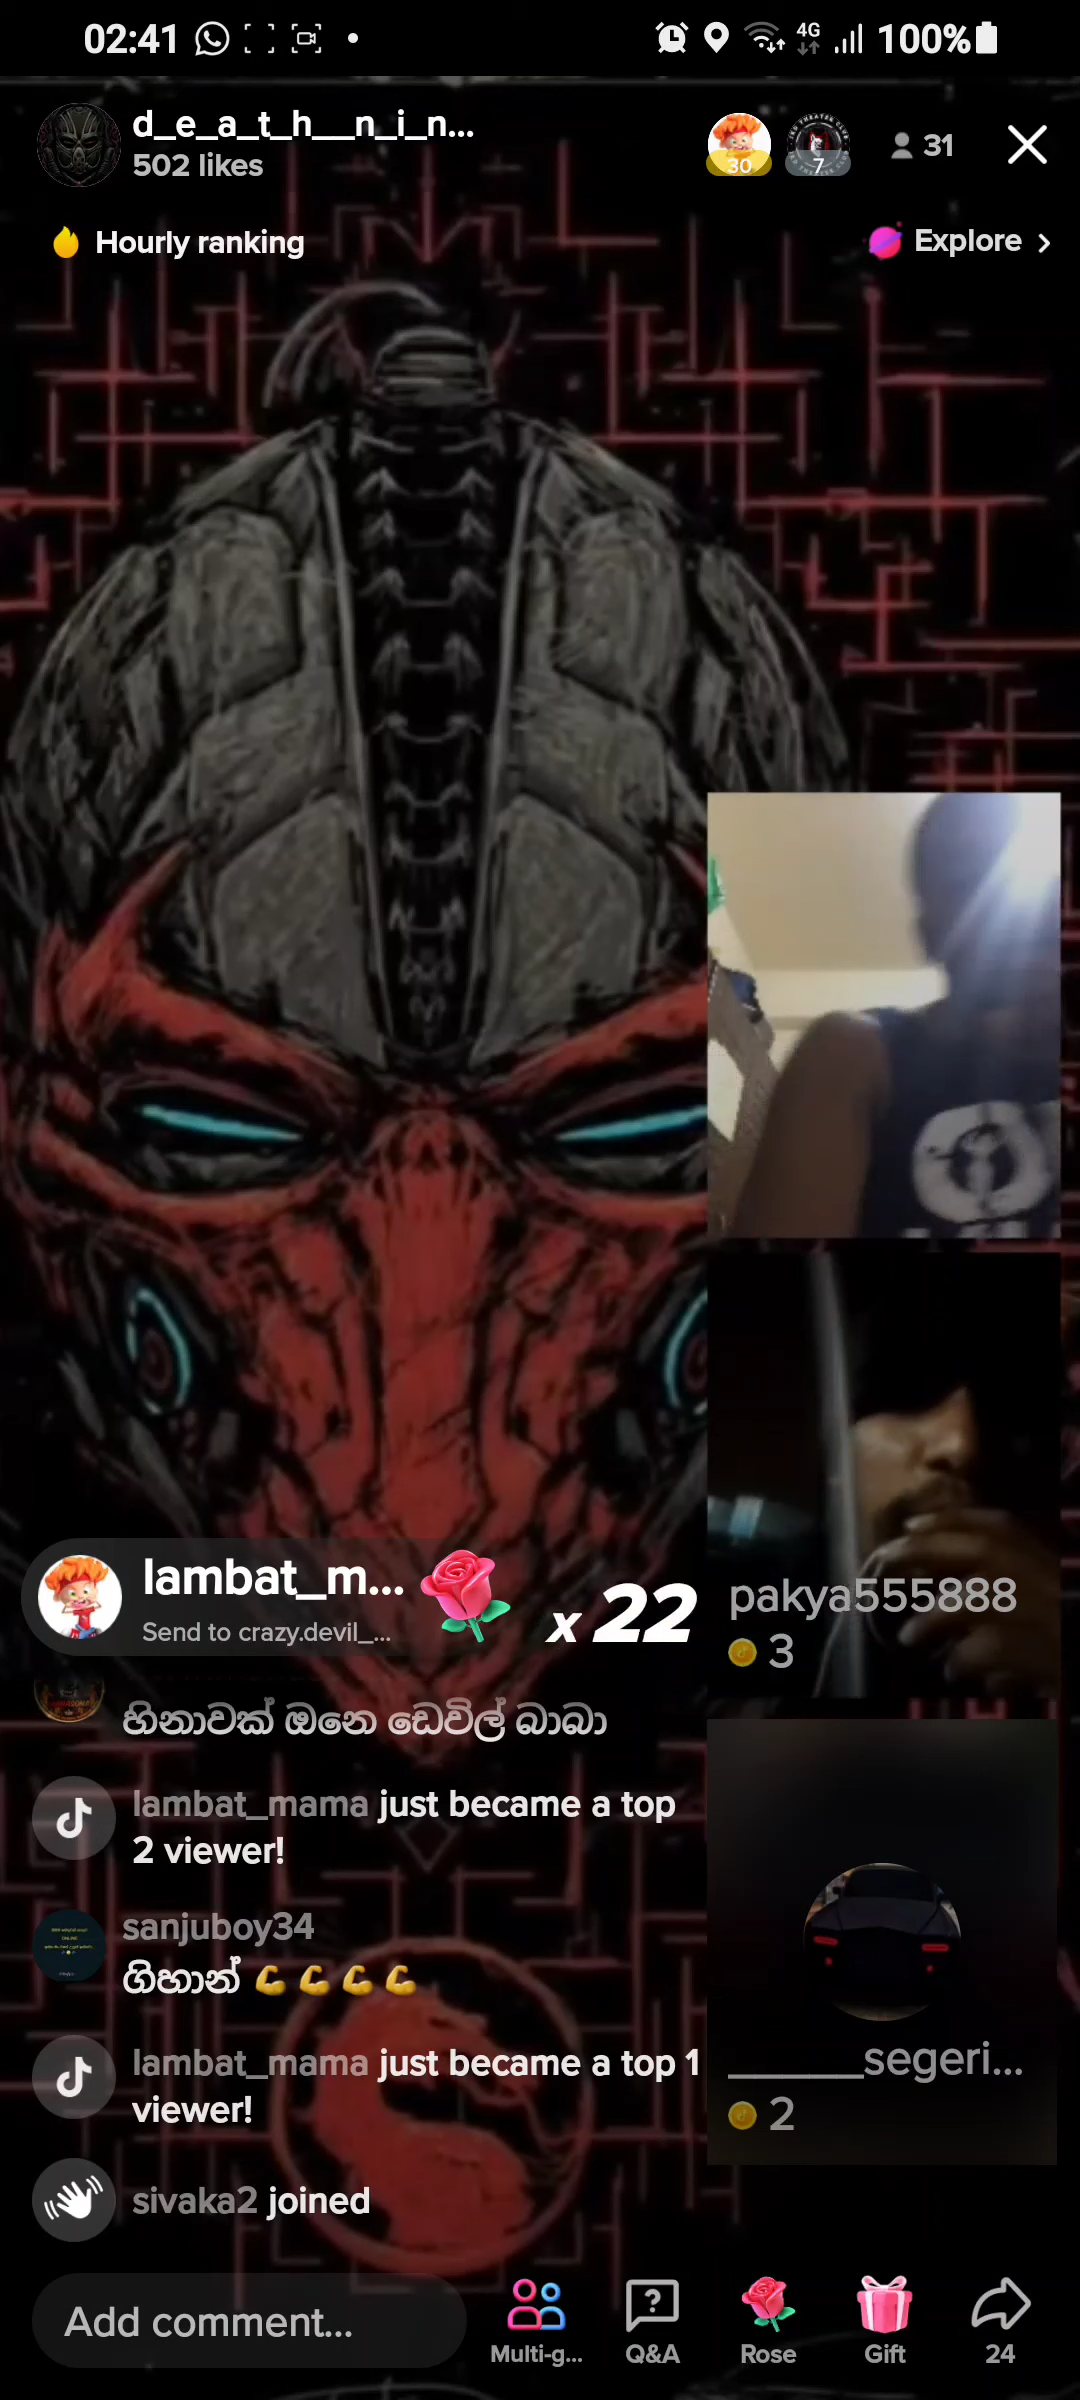 02:41
4G
100%
d_e_a_t_h__n_i_n...
502 likes
30
7
31
Hourly ranking
Explore
lambat_m...
Send to crazy.devil_...
x 22
pakya555888
3
හිනාවක් ඔනෙ ඩෙවිල් බාබා
lambat_mama just became a top
2 viewer!
sanjuboy34
ගිහාන් 💪💪💪💪
lambat_mama just became a top 1
viewer!
______segeri...
2
sivaka2 joined
Add comment...
Multi-g...
Q&A
Rose
Gift
24